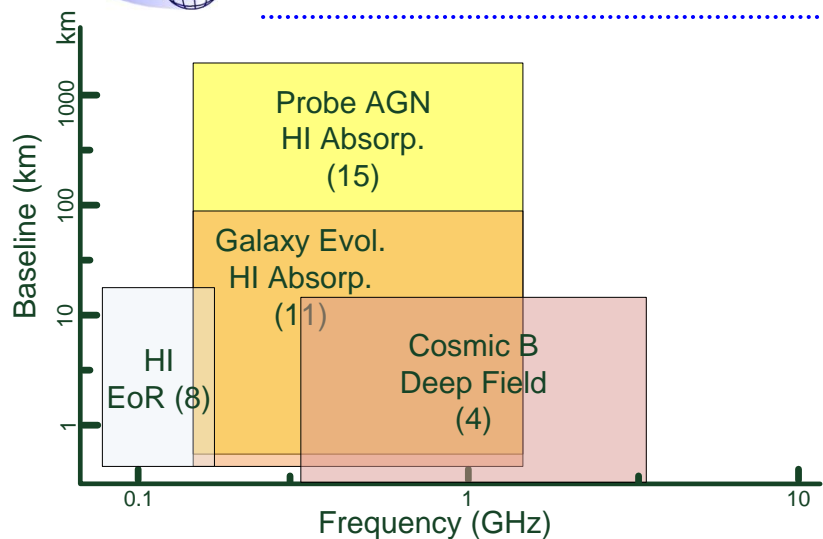 km
1000
100
10
1
Baseline (km)
Probe AGN
HI Absorp.
(15)
Galaxy Evol.
HI Absorp.
(11)
HI
EoR (8)
Cosmic B
Deep Field
(4)
0.1
1
10
Frequency (GHz)